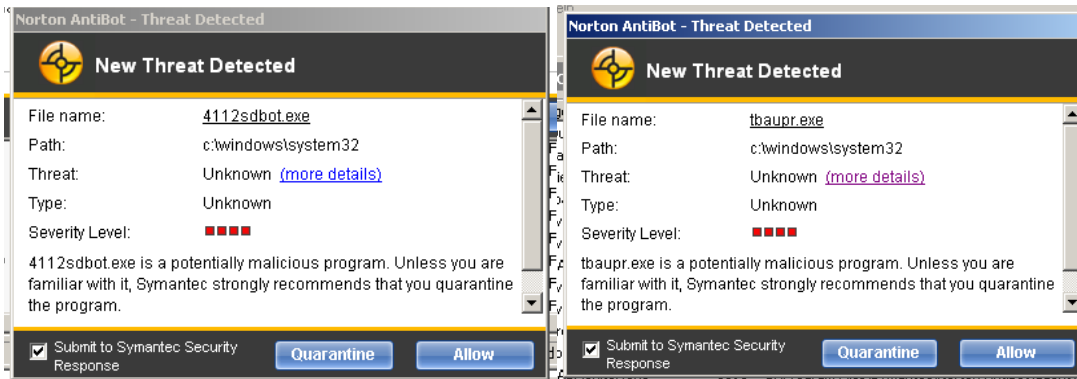 Norton AntiBot - Threat Detected
New Threat Detected
File name: 4112sdbot.exe
Path: c:\windows\system32
Threat: Unknown (more details)
Type: Unknown
Severity Level:
4112sdbot.exe is a potentially malicious program. Unless you are
familiar with it, Symantec strongly recommends that you quarantine
the program.
Submit to Symantec Security
Response
Quarantine
Allow
Norton AntiBot - Threat Detected
New Threat Detected
File name: tbaupr.exe
Path: c:\windows\system32
Threat: Unknown (more details)
Type: Unknown
Severity Level:
tbaupr.exe is a potentially malicious program. Unless you are
familiar with it, Symantec strongly recommends that you quarantine
the program.
Submit to Symantec Security
Response
Quarantine
Allow